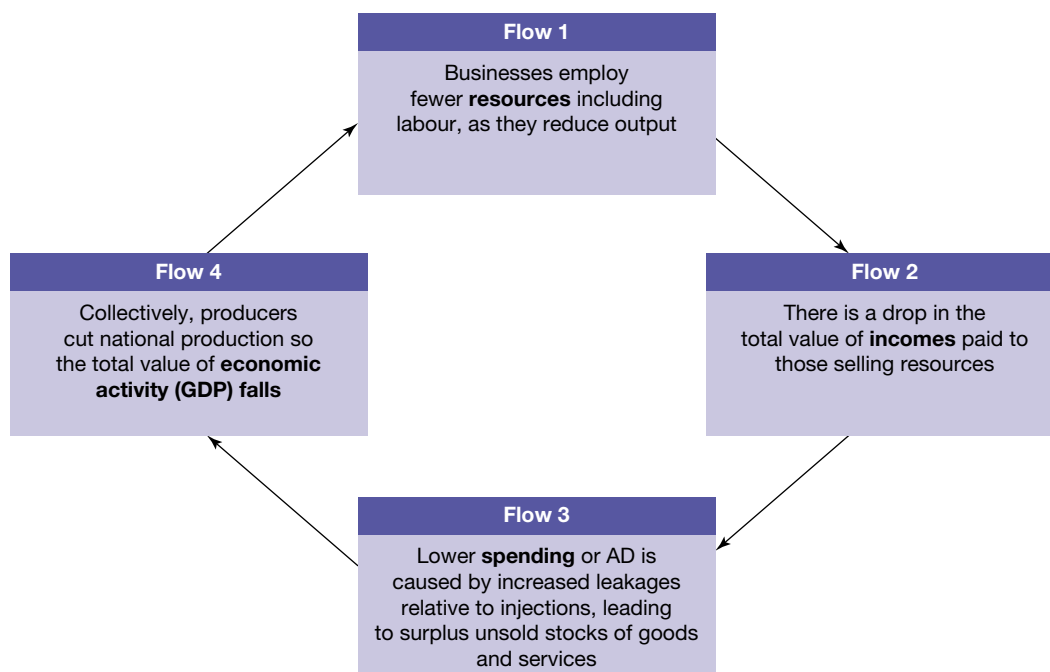 Flow 1
Businesses employ
fewer resources including
labour, as they reduce output
Flow 2
There is a drop in the
total value of incomes paid to
those selling resources
Flow 3
Lower spending or AD is
caused by increased leakages
relative to injections, leading
to surplus unsold stocks of goods
and services
Flow 4
Collectively, producers
cut national production so
the total value of economic
activity (GDP) falls